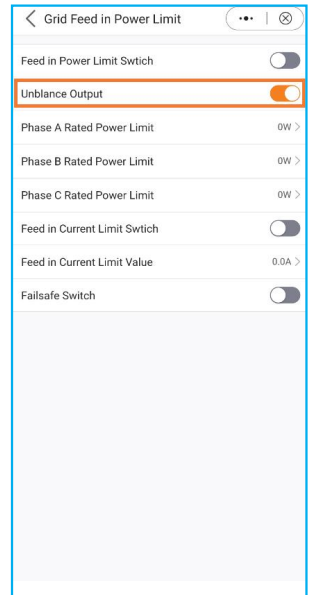 Grid Feed in Power Limit
Feed in Power Limit Swtich
Unblance Output
Phase A Rated Power Limit 0W
Phase B Rated Power Limit 0W
Phase C Rated Power Limit 0W
Feed in Current Limit Swtich
Feed in Current Limit Value 0.0A
Failsafe Switch